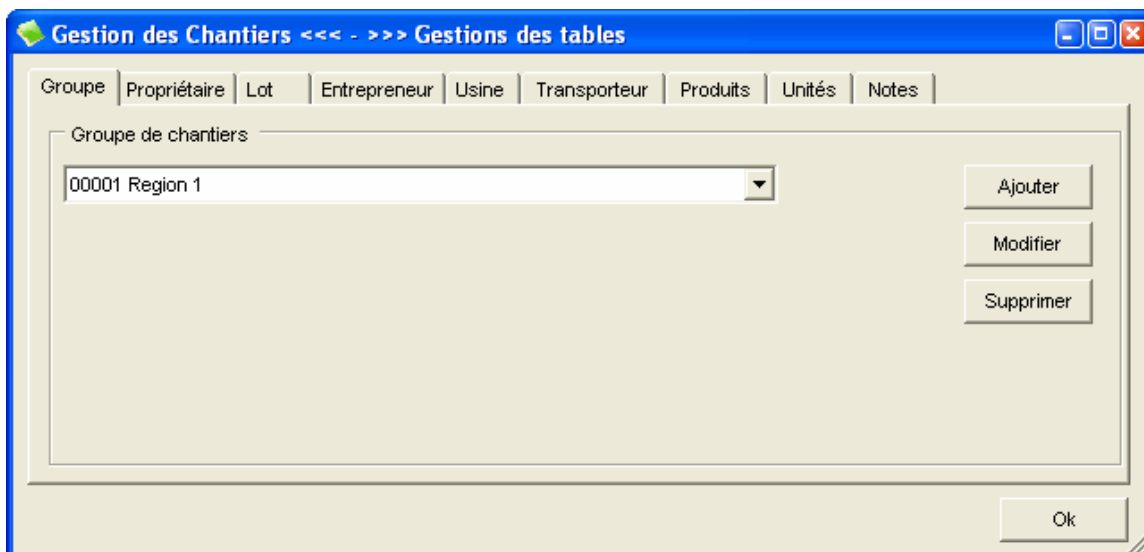 Gestion des Chantiers <<< - >>> Gestions des tables
Groupe Propriétaire Lot Entrepreneur Usine Transporteur Produits Unités Notes
Groupe de chantiers
00001 Region 1
Ajouter
Modifier
Supprimer
Ok